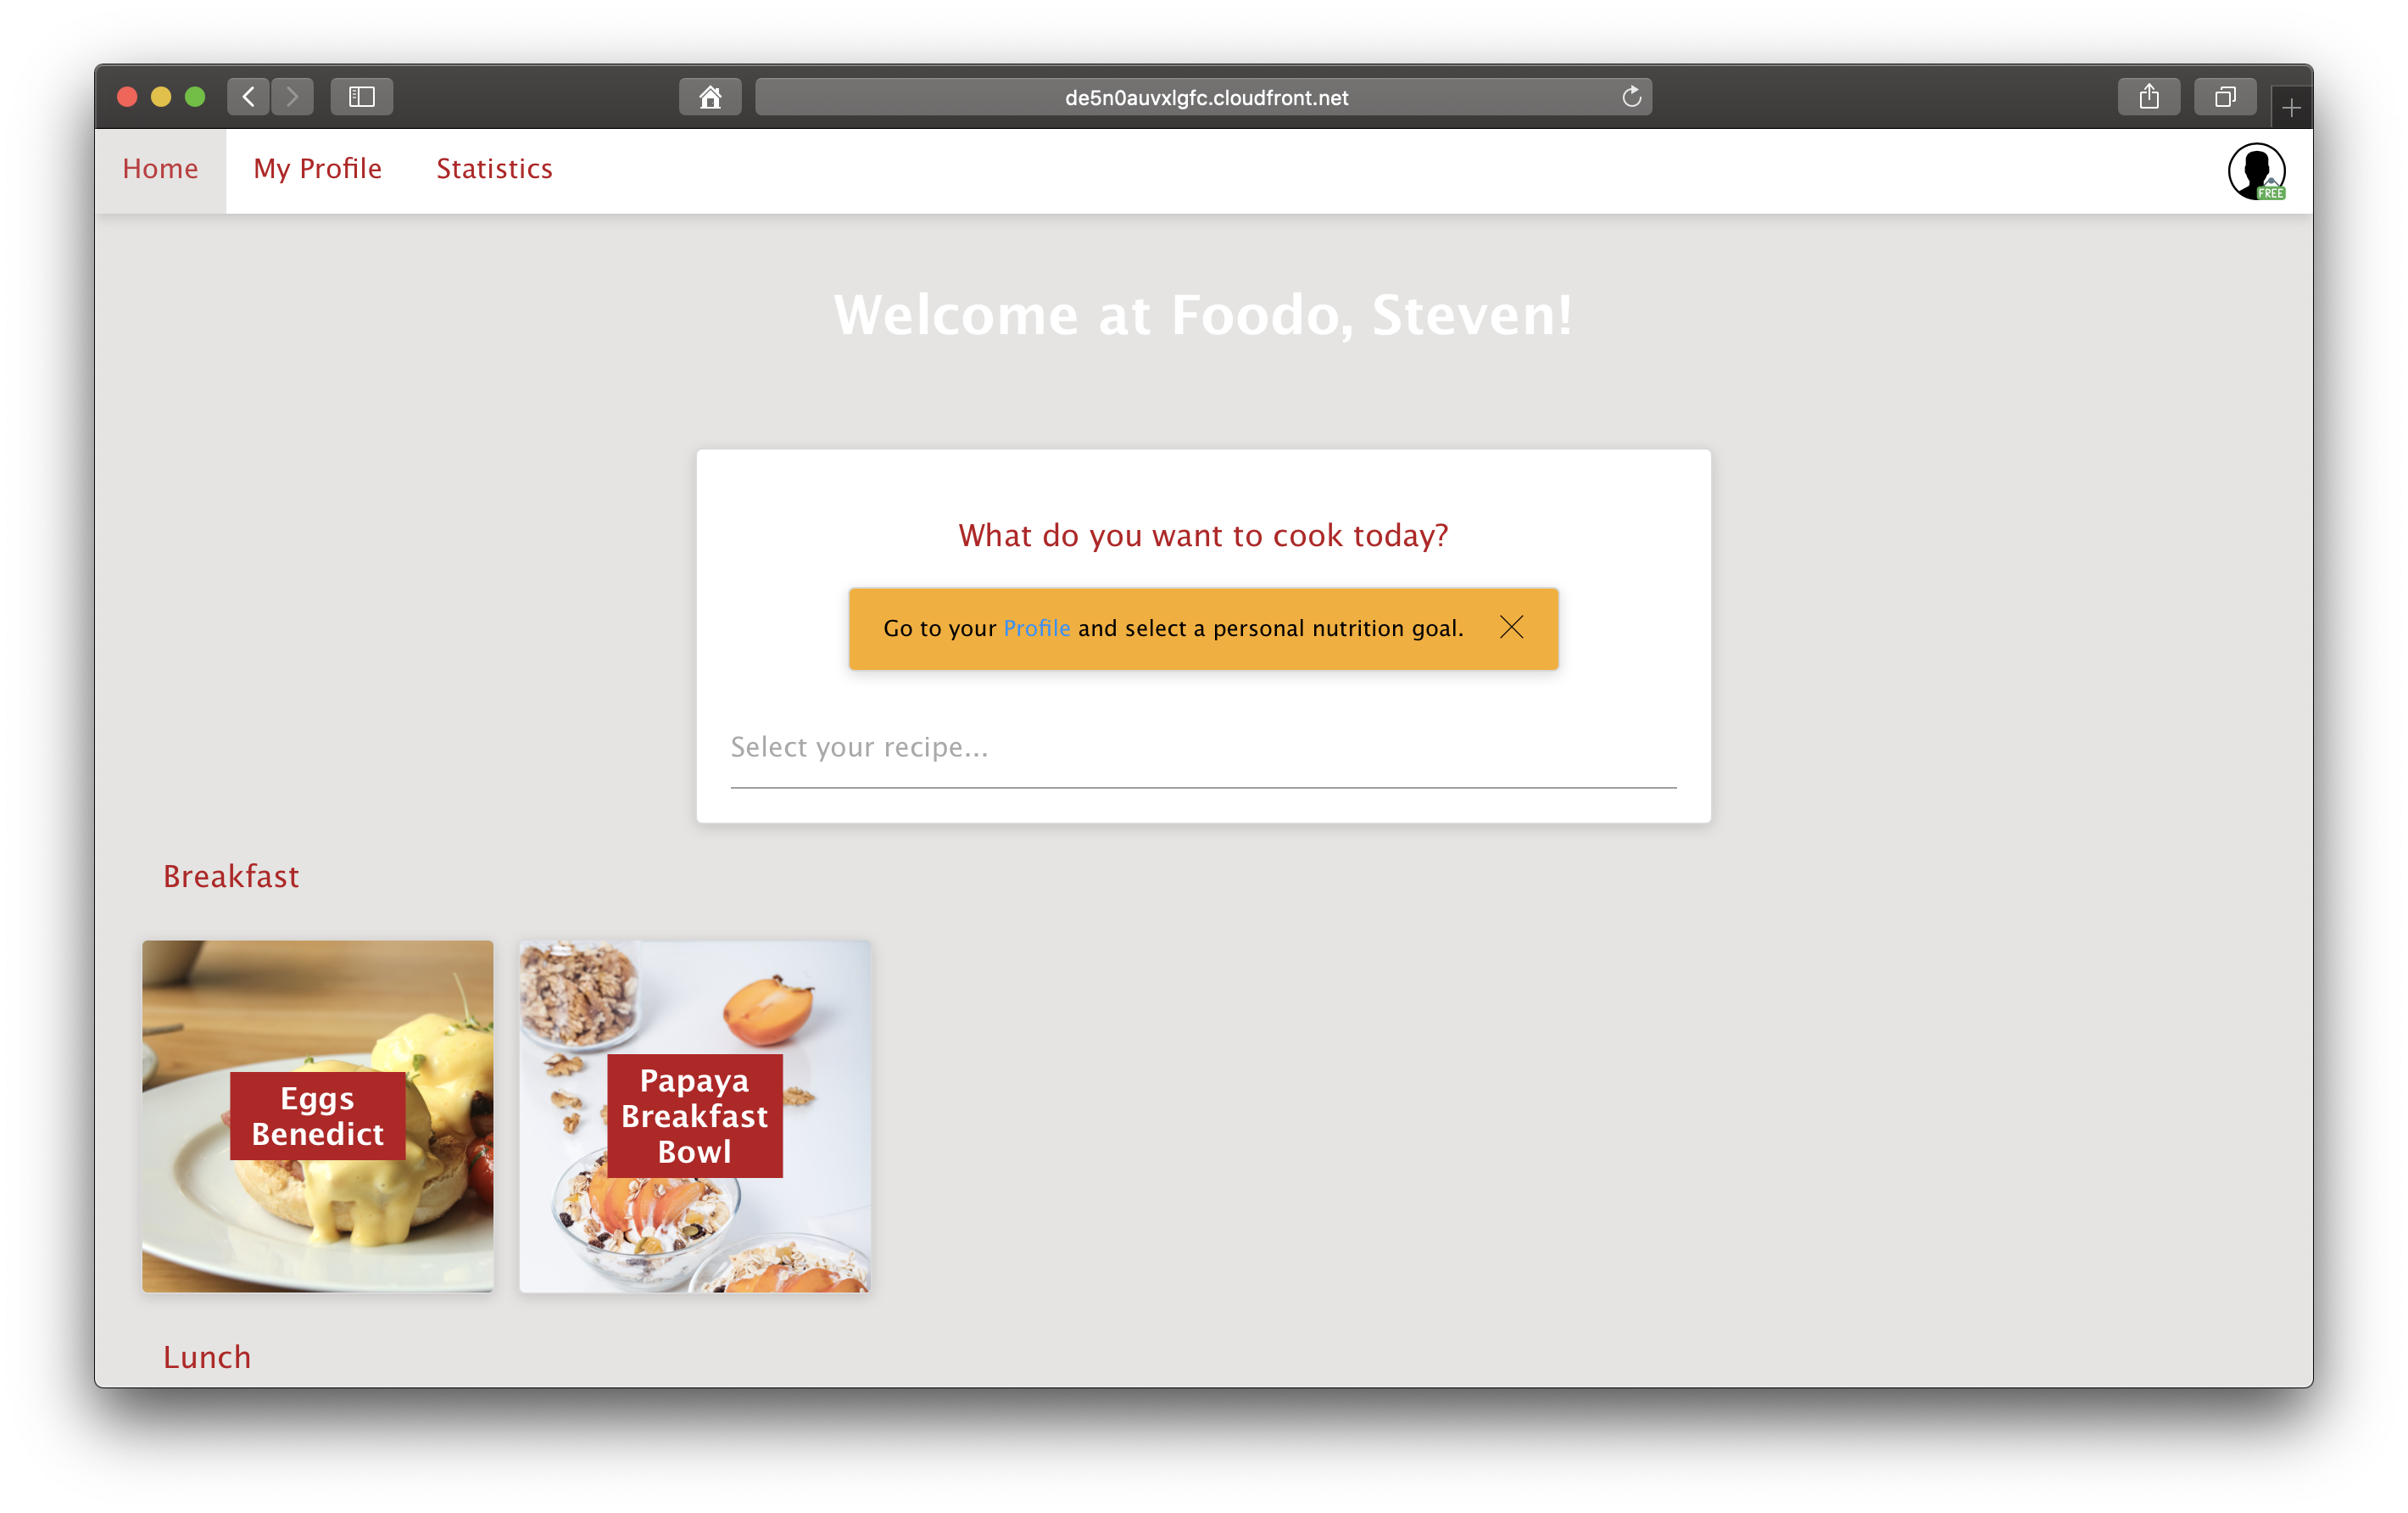 de5n0auvxlgfc.cloudfront.net
Home My Profile Statistics
FREE
Welcome at Foodo, Steven!
What do you want to cook today?
Go to your Profile and select a personal nutrition goal.
Select your recipe...
Breakfast
Eggs
Benedict
Papaya
Breakfast
Bowl
Lunch